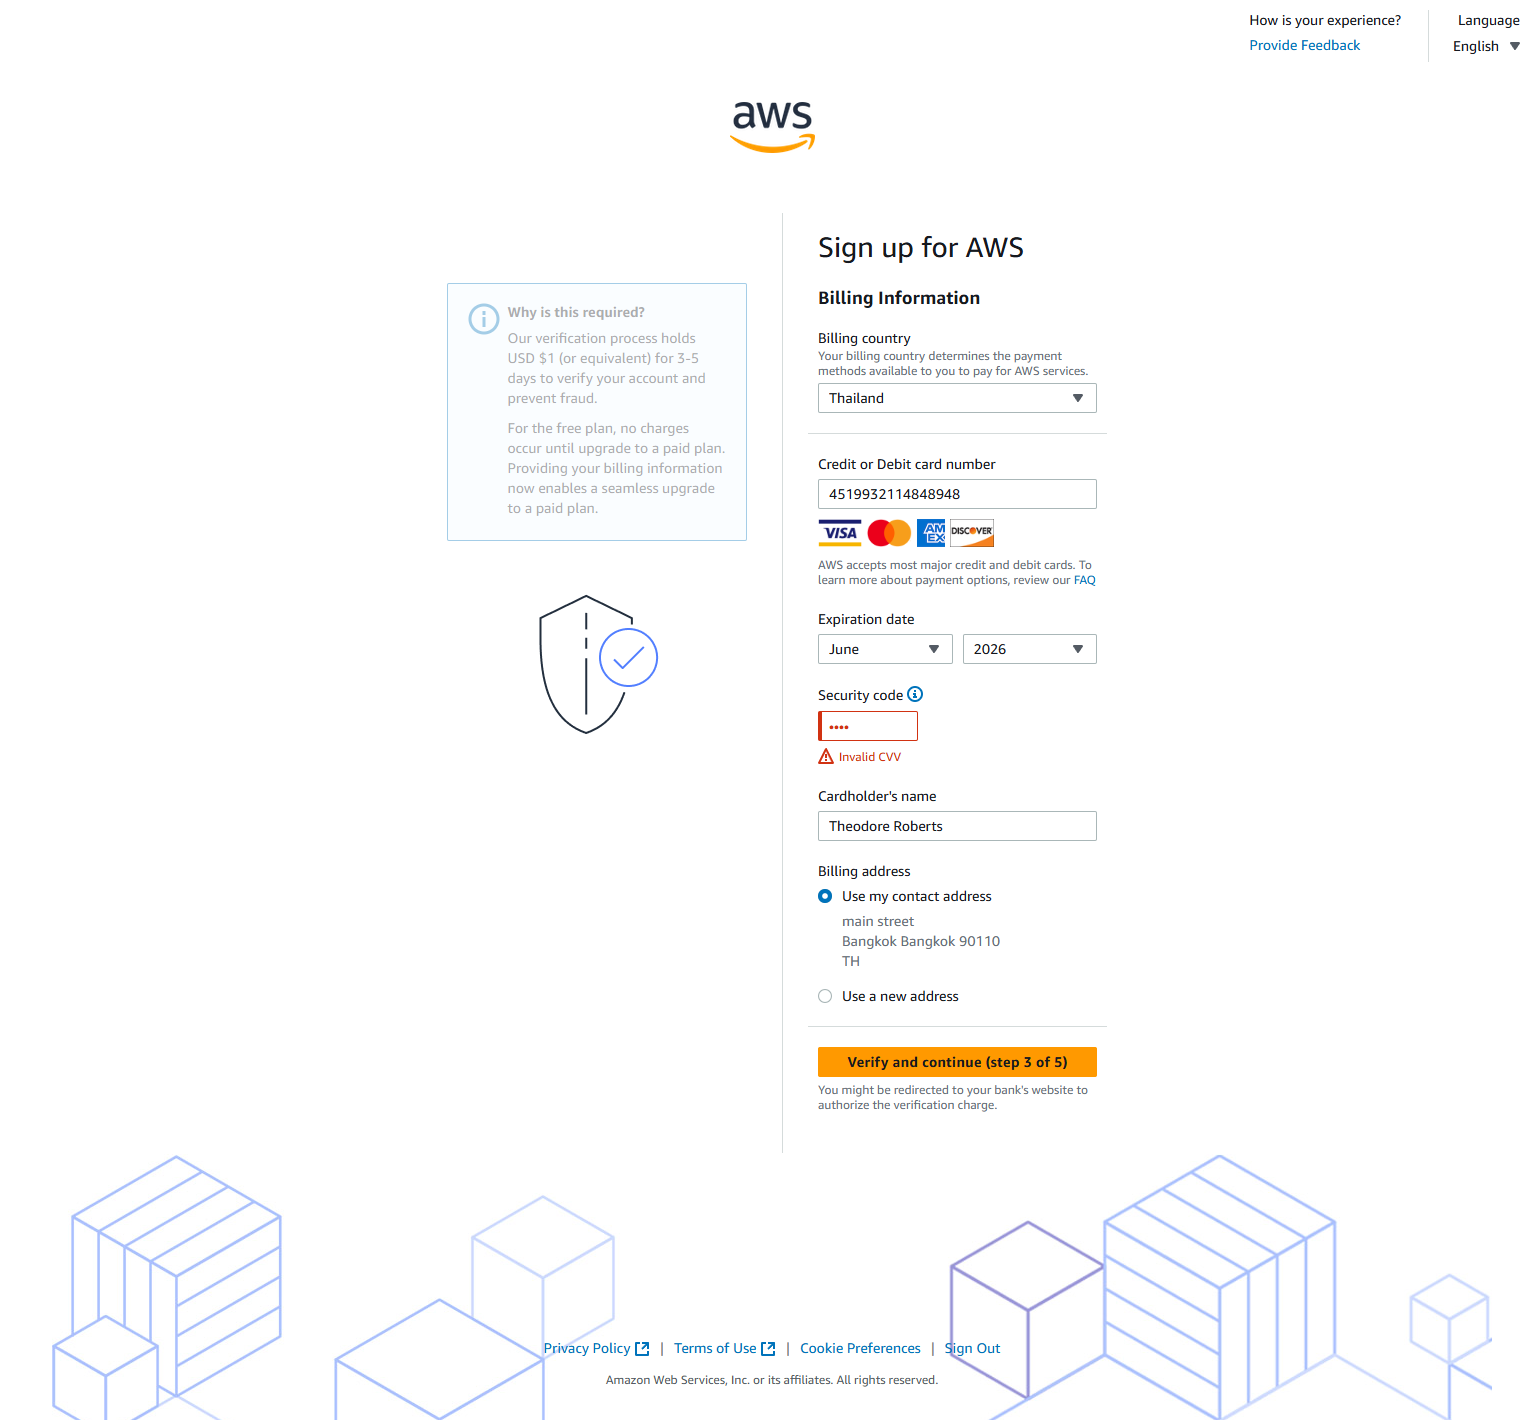 How is your experience?
Provide Feedback
Language
English
aws
Why is this required?
Our verification process holds
USD $1 (or equivalent) for 3-5
days to verify your account and
prevent fraud.
For the free plan, no charges
occur until upgrade to a paid plan.
Providing your billing information
now enables a seamless upgrade
to a paid plan.
Sign up for AWS
Billing Information
Billing country
Your billing country determines the payment
methods available to you to pay for AWS services.
Thailand
Credit or Debit card number
4519932114848948
VISA AM EX DISCOVER
AWS accepts most major credit and debit cards. To
learn more about payment options, review our FAQ
Expiration date
June 2026
Security code
••••
Invalid CVV
Cardholder's name
Theodore Roberts
Billing address
Use my contact address
main street
Bangkok Bangkok 90110
TH
Use a new address
Verify and continue (step 3 of 5)
You might be redirected to your bank's website to
authorize the verification charge.
Privacy Policy | Terms of Use | Cookie Preferences | Sign Out
Amazon Web Services, Inc. or its affiliates. All rights reserved.